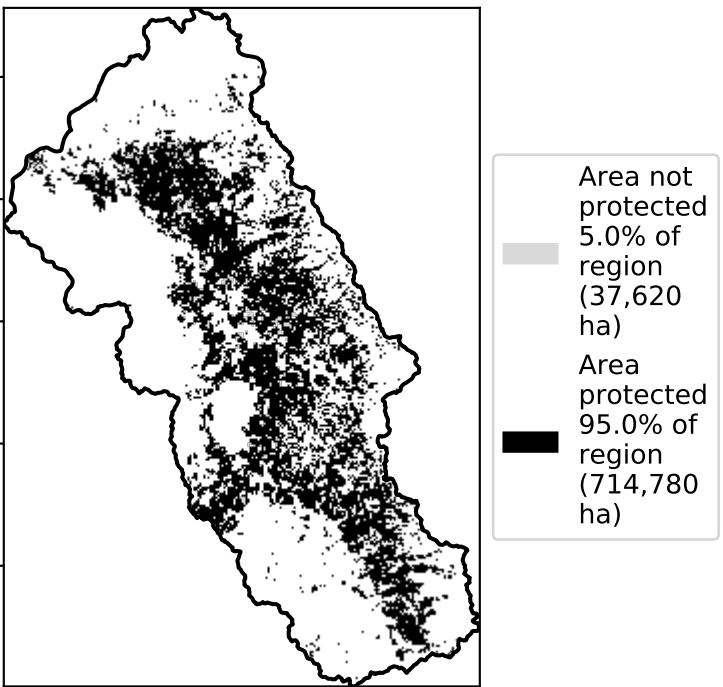 Area not
protected
5.0% of
region
(37,620
ha)
Area
protected
95.0% of
region
(714,780
ha)